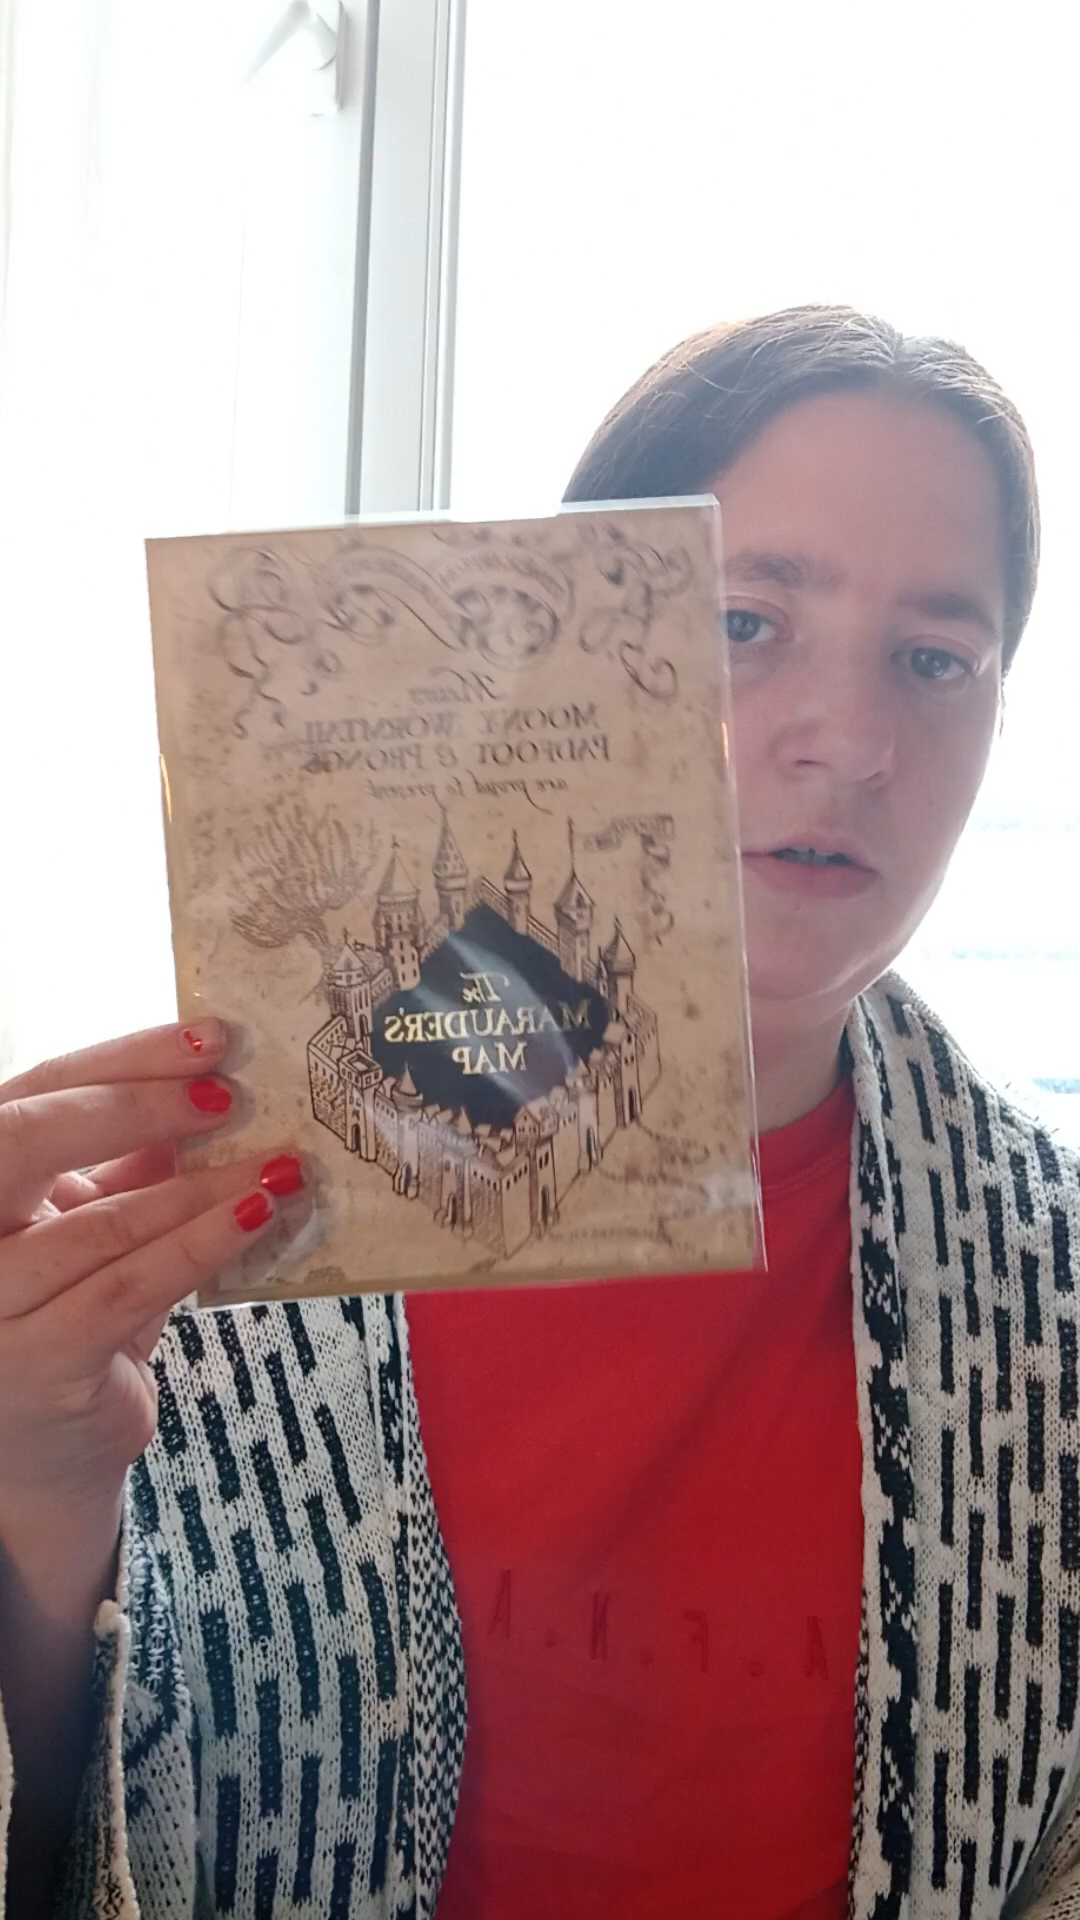 Messrs
MOONY WORMTAIL
PADFOOT & PRONGS
are proud to present
The
MARAUDER'S
MAP
A.F.N.A